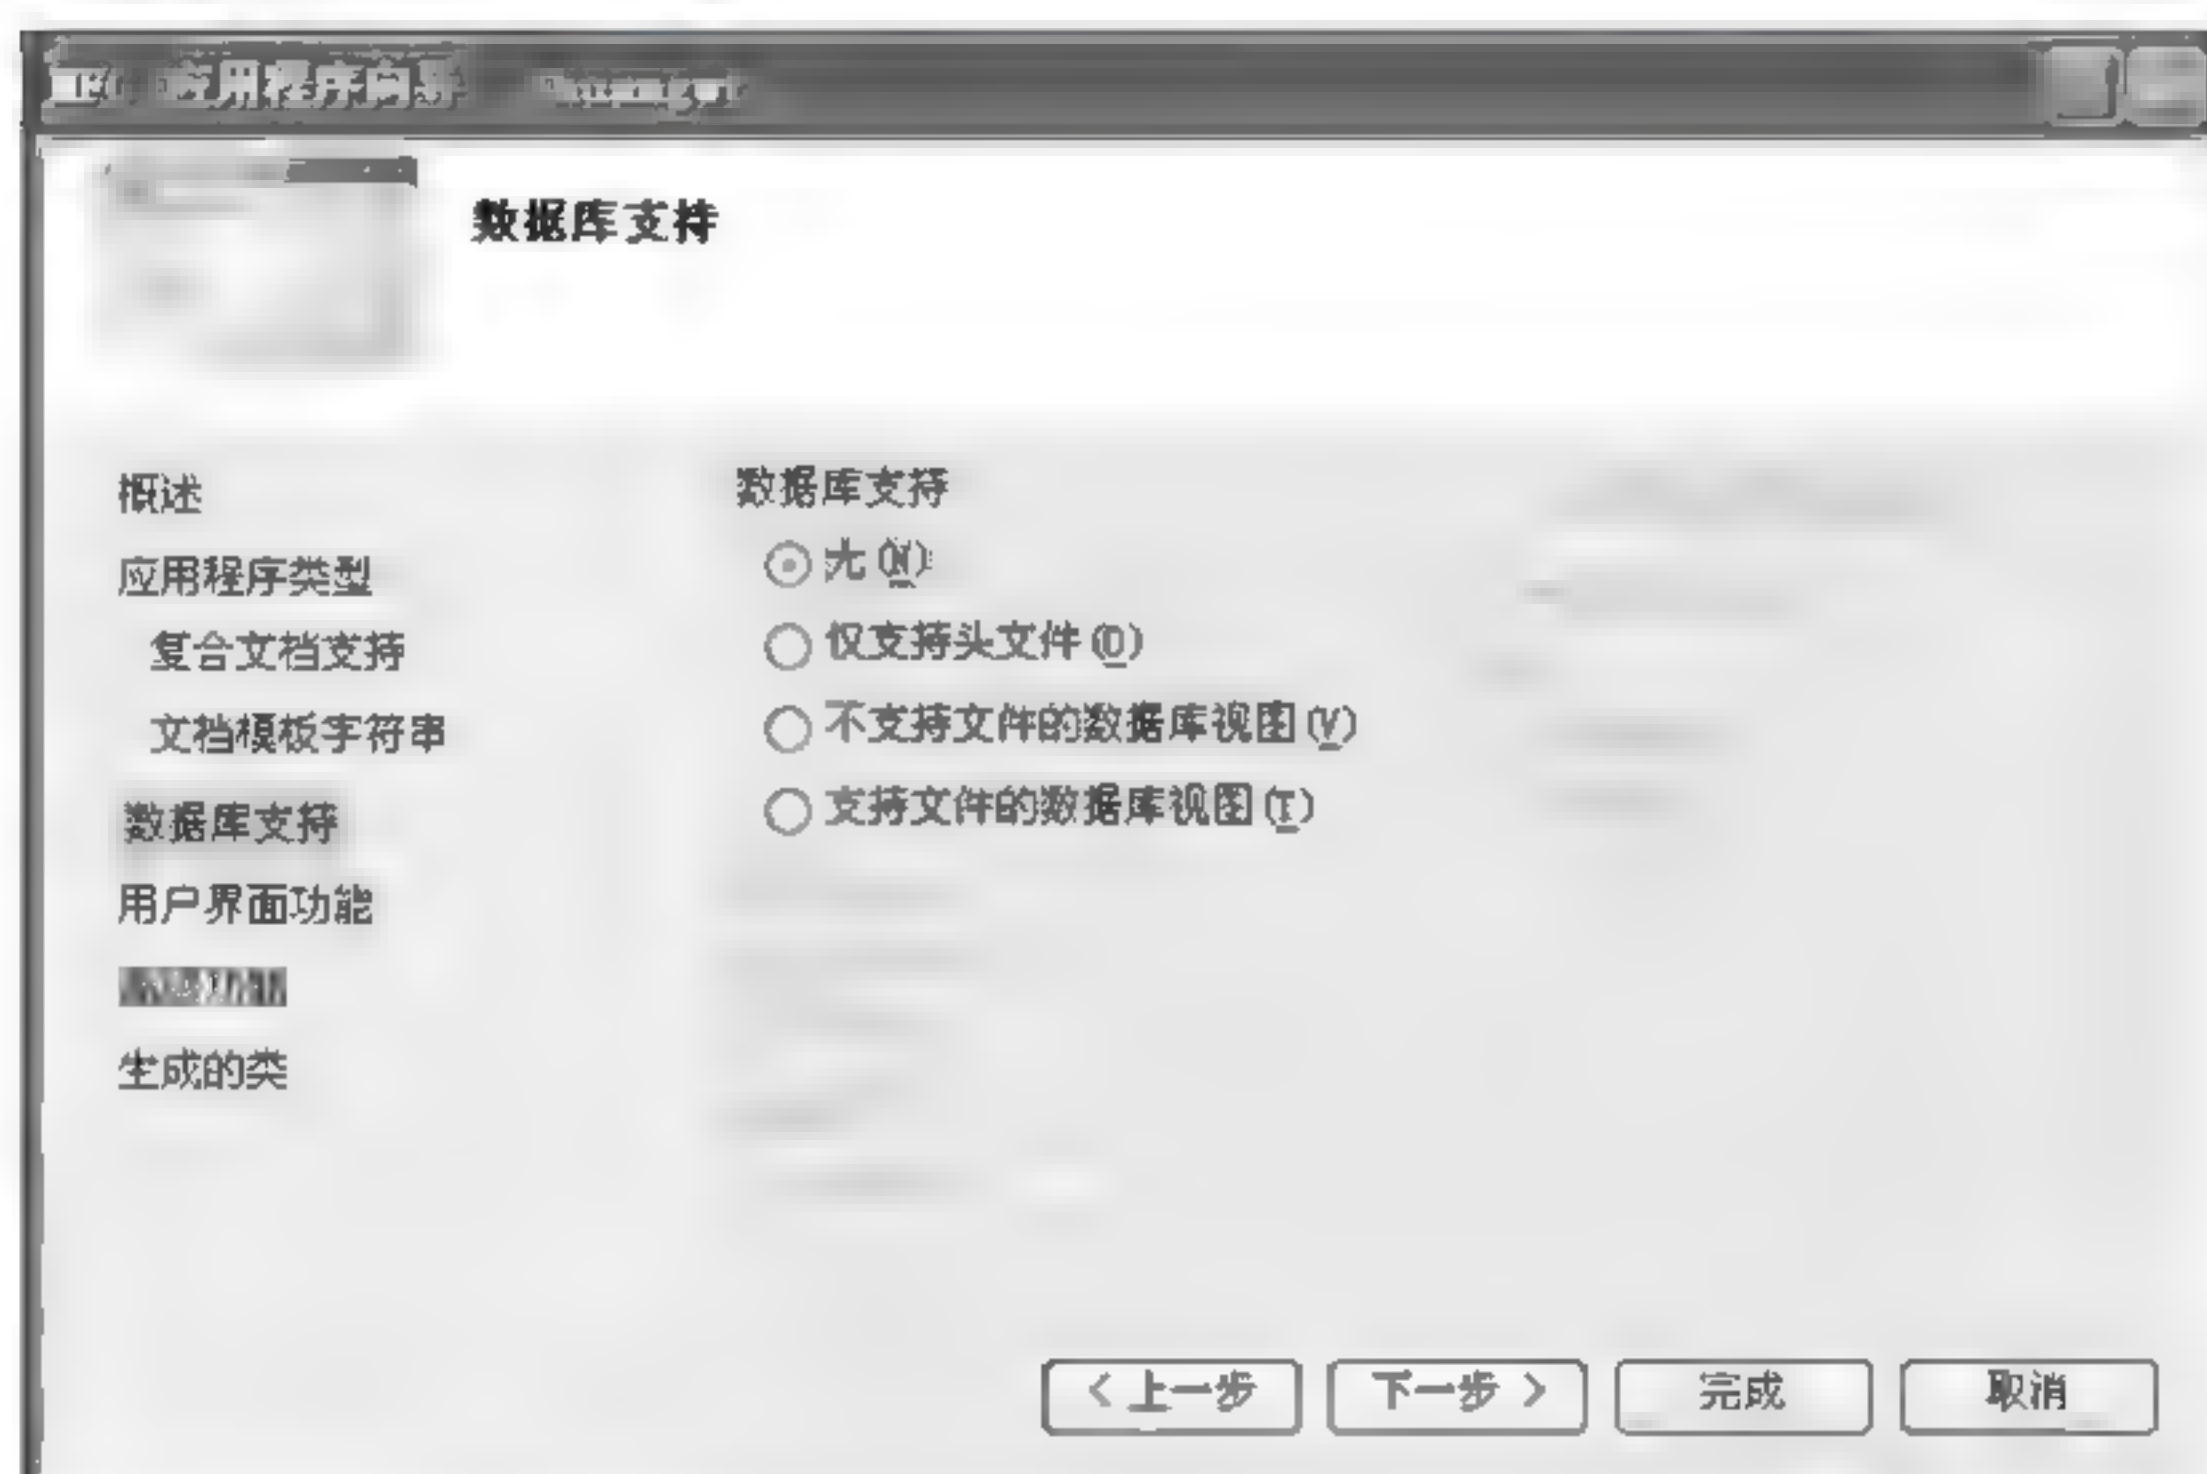 应用程序向导
数据库支持
概述
应用程序类型
复合文档支持
文档模板字符串
数据库支持
用户界面功能
生成的类
数据库支持
无(N)
仅支持头文件(O)
不支持文件的数据库视图(V)
支持文件的数据库视图(I)
< 上一步
下一步 >
完成
取消